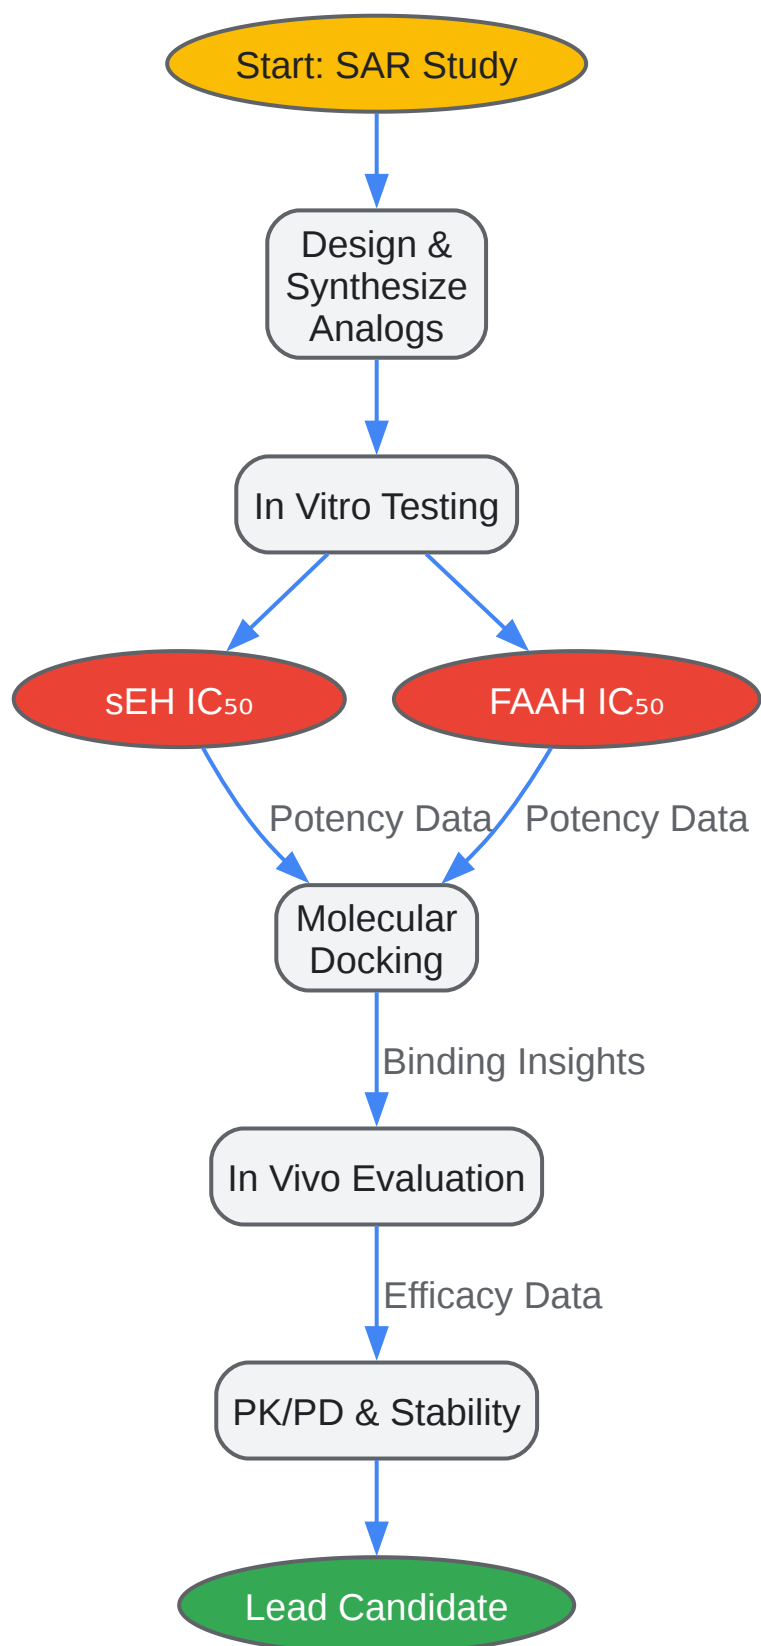 Start: SAR Study
Design &
Synthesize
Analogs
In Vitro Testing
sEH IC₅₀
FAAH IC₅₀
Potency Data
Potency Data
Molecular
Docking
Binding Insights
In Vivo Evaluation
Efficacy Data
PK/PD & Stability
Lead Candidate